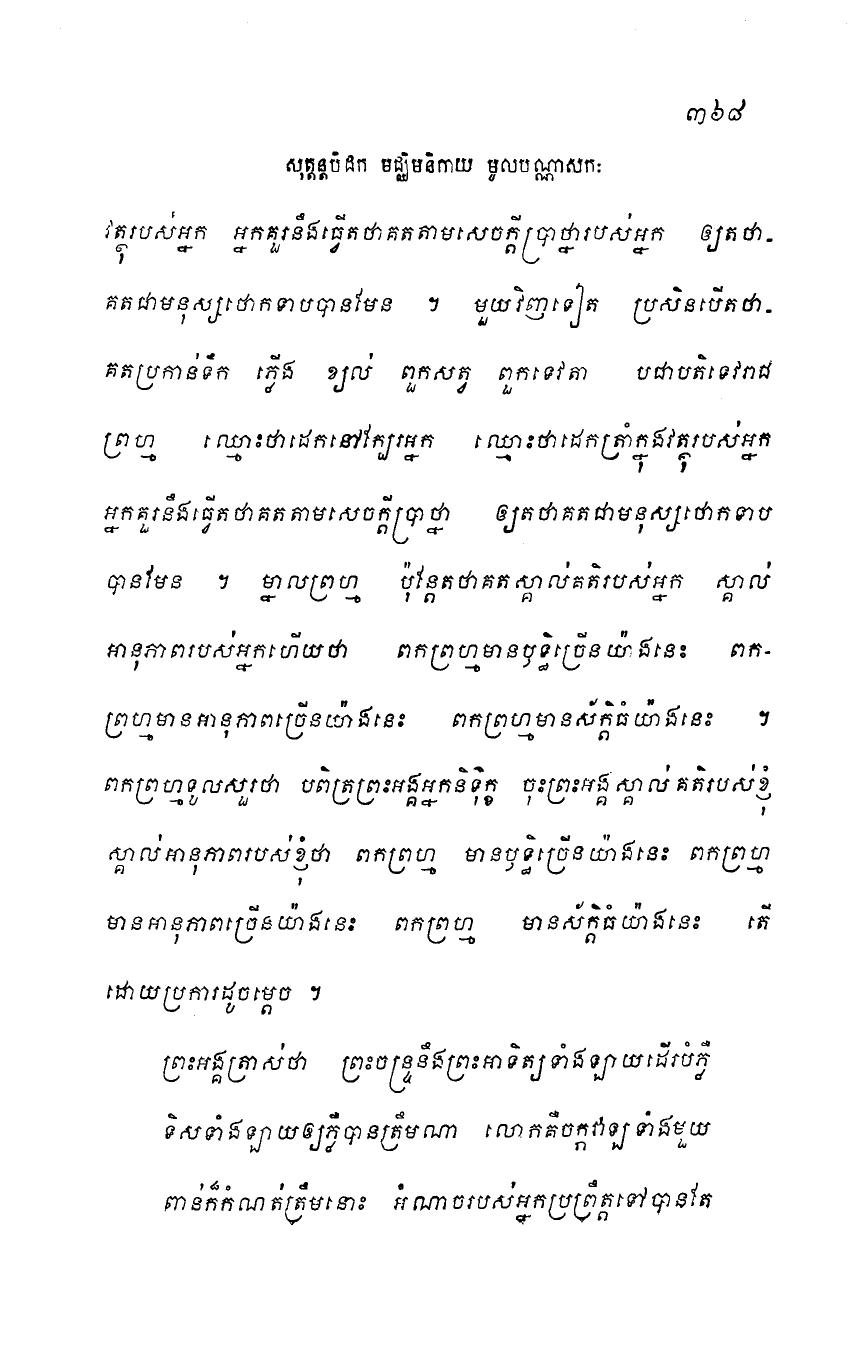 ៣៦៨
សុត្តន្តបិដក មជ្ឈិមនិកាយ មូលបណ្ណាសកៈ
វត្ថុរបស់អ្នក អ្នកគួរនឹងធ្វើតថាគតតាមសេចក្តីប្រាថ្នារបស់អ្នក ឲ្យតថា-
គតជាមនុស្សថោកទាបបានមែន ។ មួយវិញទៀត ប្រសិនបើតថា-
គតប្រកាន់ទឹក ភ្លើង ខ្យល់ ពួកសត្វ ពួកទេវតា បជាបតិទេវរាជ
ព្រហ្ម ឈ្មោះថាដេកនៅក្បែរអ្នក ឈ្មោះថាដេកត្រាំក្នុងវត្ថុរបស់អ្នក
អ្នកគួរនឹងធ្វើតថាគតតាមសេចក្តីប្រាថ្នា ឲ្យតថាគតជាមនុស្សថោកទាប
បានមែន ។ ម្នាលព្រហ្ម ប៉ុន្តែតថាគតស្គាល់គតិរបស់អ្នក ស្គាល់
អានុភាពរបស់អ្នកហើយថា ពកព្រហ្មមានឫទ្ធិច្រើនយ៉ាងនេះ ពក-
ព្រហ្មមានអានុភាពច្រើនយ៉ាងនេះ ពកព្រហ្មមានស័ក្តិធំយ៉ាងនេះ ។
ពកព្រហ្មទូលសួរថា បពិត្រព្រះអង្គអ្នកនិទ៌ុក្ខ ចុះព្រះអង្គស្គាល់គតិរបស់ខ្ញុំ
ស្គាល់អានុភាពរបស់ខ្ញុំថា ពកព្រហ្ម មានឫទ្ធិច្រើនយ៉ាងនេះ ពកព្រហ្ម
មានអានុភាពច្រើនយ៉ាងនេះ ពកព្រហ្ម មានស័ក្តិធំយ៉ាងនេះ តើ
ដោយប្រការដូចម្តេច ។
ព្រះអង្គត្រាស់ថា ព្រះចន្ទ្រនឹងព្រះអាទិត្យទាំងឡាយដើរបំភ្លឺ
ទិសទាំងឡាយឲ្យភ្លឺបានត្រឹមណា លោកគឺចក្កវាឡទាំងមួយ
ពាន់ក៏កំណត់ត្រឹមនោះ អំណាចរបស់អ្នកប្រព្រឹត្តទៅបានតែ